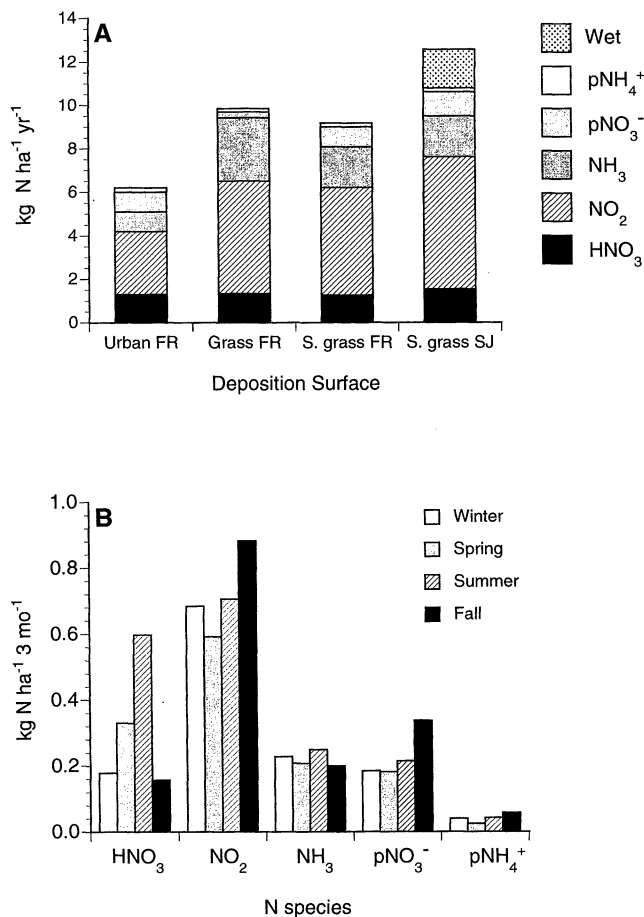 A
14
12
10
8
6
4
2
0
kg N ha⁻¹ yr⁻¹
Urban FR Grass FR S. grass FR S. grass SJ
Deposition Surface
Wet
pNH₄⁺
pNO₃⁻
NH₃
NO₂
HNO₃
B
1.0
0.8
0.6
0.4
0.2
0.0
kg N ha⁻¹ 3 mo⁻¹
Winter
Spring
Summer
Fall
HNO₃ NO₂ NH₃ pNO₃⁻ pNH₄⁺
N species